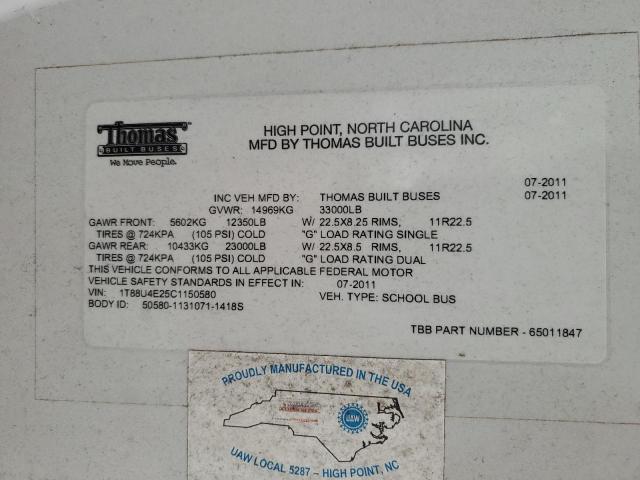 Thomas
BUILT BUSES
We Move People.
HIGH POINT, NORTH CAROLINA
MFD BY THOMAS BUILT BUSES INC.
07-2011
INC VEH MFD BY: THOMAS BUILT BUSES 07-2011
GVWR: 14969KG 33000LB
GAWR FRONT: 5602KG 12350LB W/ 22.5X8.25 RIMS, 11R22.5
TIRES @ 724KPA (105 PSI) COLD "G" LOAD RATING SINGLE
GAWR REAR: 10433KG 23000LB W/ 22.5X8.5 RIMS, 11R22.5
TIRES @ 724KPA (105 PSI) COLD "G" LOAD RATING DUAL
THIS VEHICLE CONFORMS TO ALL APPLICABLE FEDERAL MOTOR
VEHICLE SAFETY STANDARDS IN EFFECT IN: 07-2011
VIN: 1T88U4E25C1150580 VEH. TYPE: SCHOOL BUS
BODY ID: 50580-1131071-1418S
TBB PART NUMBER - 65011847
PROUDLY MANUFACTURED IN THE USA
UAW
UAW LOCAL 5287 – HIGH POINT, NC